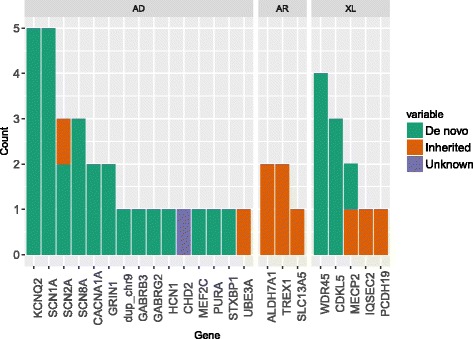 AD AR XL
5
4
3
2
1
0
Count
KCNQ2 SCN1A SCN2A SCN8A CACNA1A GRIN1 dup_chr9 GABRB3 GABRG2 HCN1 CHD2 MEF2C PURA STXBP1 UBE3A ALDH7A1 TREX1 SLC13A5 WDR45 CDKL5 MECP2 IQSEC2 PCDH19
Gene
variable
De novo
Inherited
Unknown